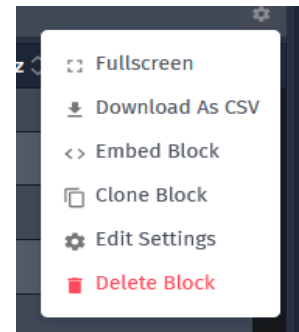 z
Fullscreen
Download As CSV
Embed Block
Clone Block
Edit Settings
Delete Block